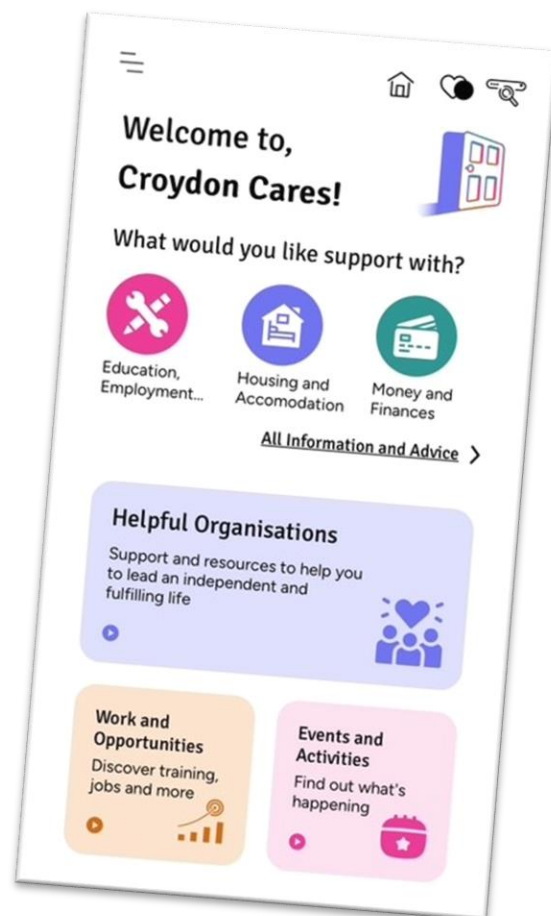 Welcome to,
Croydon Cares!
What would you like support with?
Education,
Employment...
Housing and
Accomodation
Money and
Finances
All Information and Advice
Helpful Organisations
Support and resources to help you
to lead an independent and
fulfilling life
Work and
Opportunities
Discover training,
jobs and more
Events and
Activities
Find out what's
happening